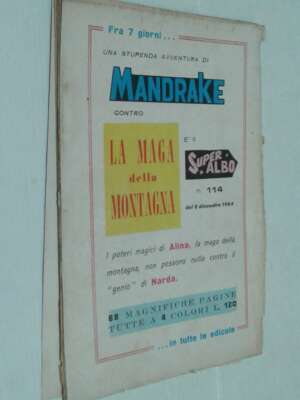 Fra 7 giorni...
UNA STUPENDA AVVENTURA DI
MANDRAKE
CONTRO
LA MAGA
della
MONTAGNA
E' il
SUPER
ALBO
n. 114
del 6 dicembre 1964
I poteri magici di Alina, la maga della
montagna, non possono nulla contro il
"genio" di Narda.
68 MAGNIFICHE PAGINE
TUTTE A 4 COLORI L. 120
...in tutte le edicole